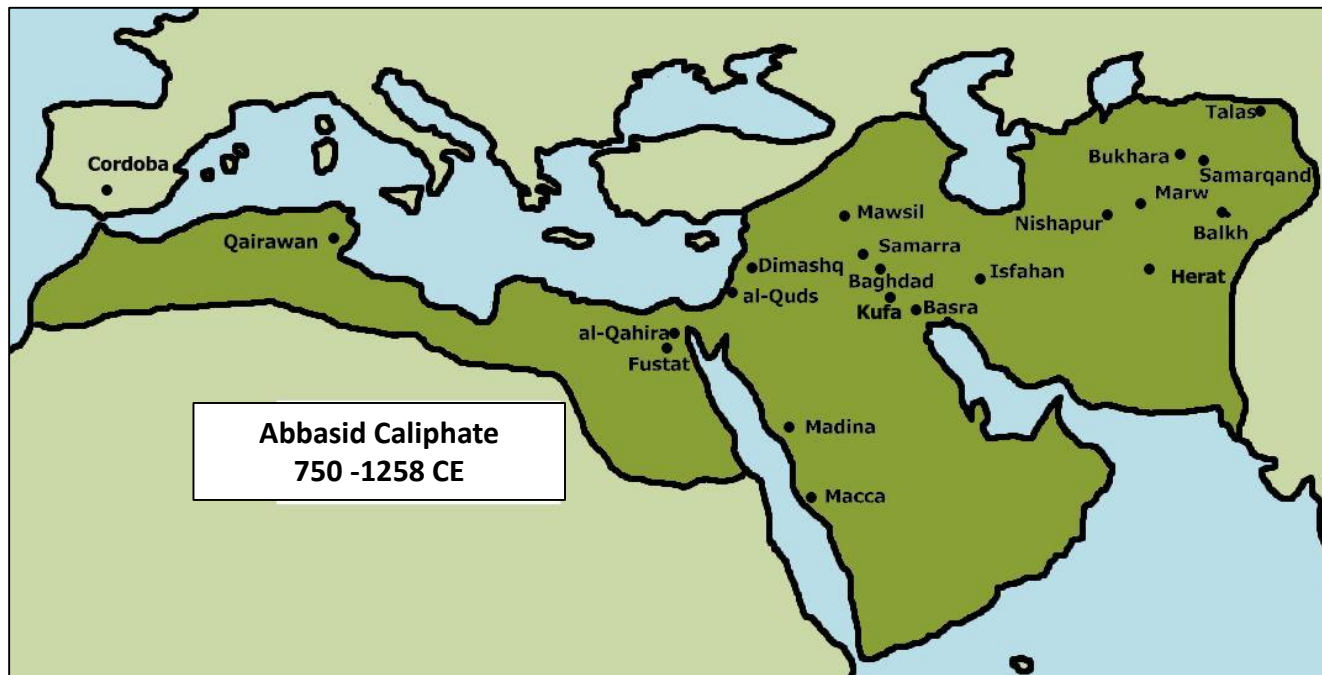 Talas
Bukhara
Samarqand
Cordoba
Marw
Mawsil
Nishapur
Balkh
Qairawan
Samarra
Dimashq
Isfahan
Herat
Baghdad
al-Quds
Kufa
Basra
al-Qahira
Fustat
Abbasid Caliphate
750 -1258 CE
Madina
Macca